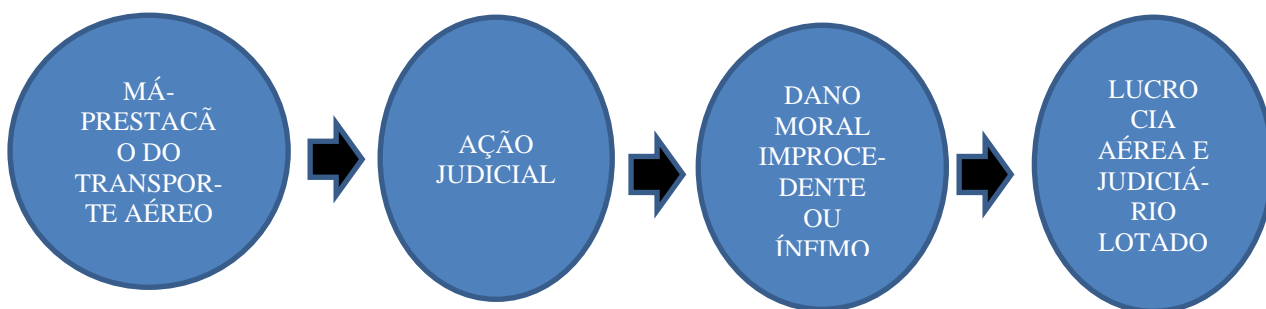 MÁ-
PRESTACÃ
O DO
TRANSPOR-
TE AÉREO
AÇÃO
JUDICIAL
DANO
MORAL
IMPROCE-
DENTE
OU
ÍNFIMO
LUCRO
CIA
AÉREA E
JUDICIÁ-
RIO
LOTADO